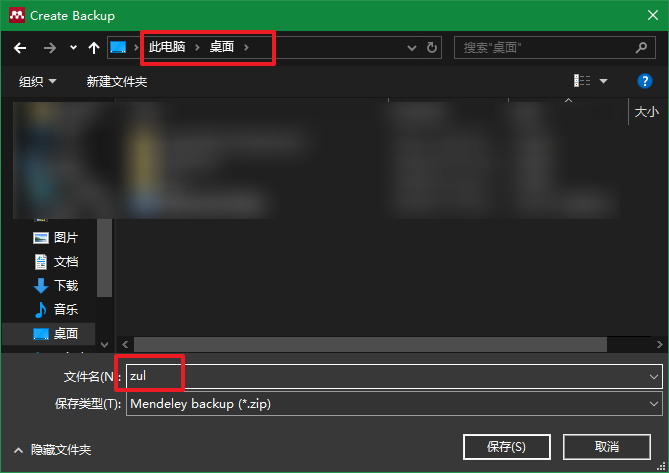 Create Backup
此电脑 › 桌面 ›
搜索"桌面"
组织 新建文件夹
大小
图片
文档
下载
音乐
桌面
文件名(N): zul
保存类型(T): Mendeley backup (*.zip)
隐藏文件夹
保存(S) 取消